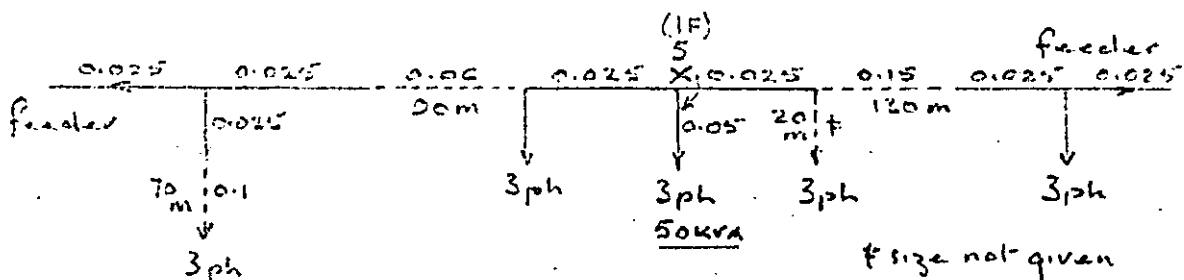 (1F)
5
feeder
0.025 0.025 0.06 0.025 0.025 0.15 0.025 0.025
feeder 90m 120m
0.025 0.05 20m ŧ
3ph 3ph 3ph 3ph
70m 0.1
50KVA
3ph ŧ size not given